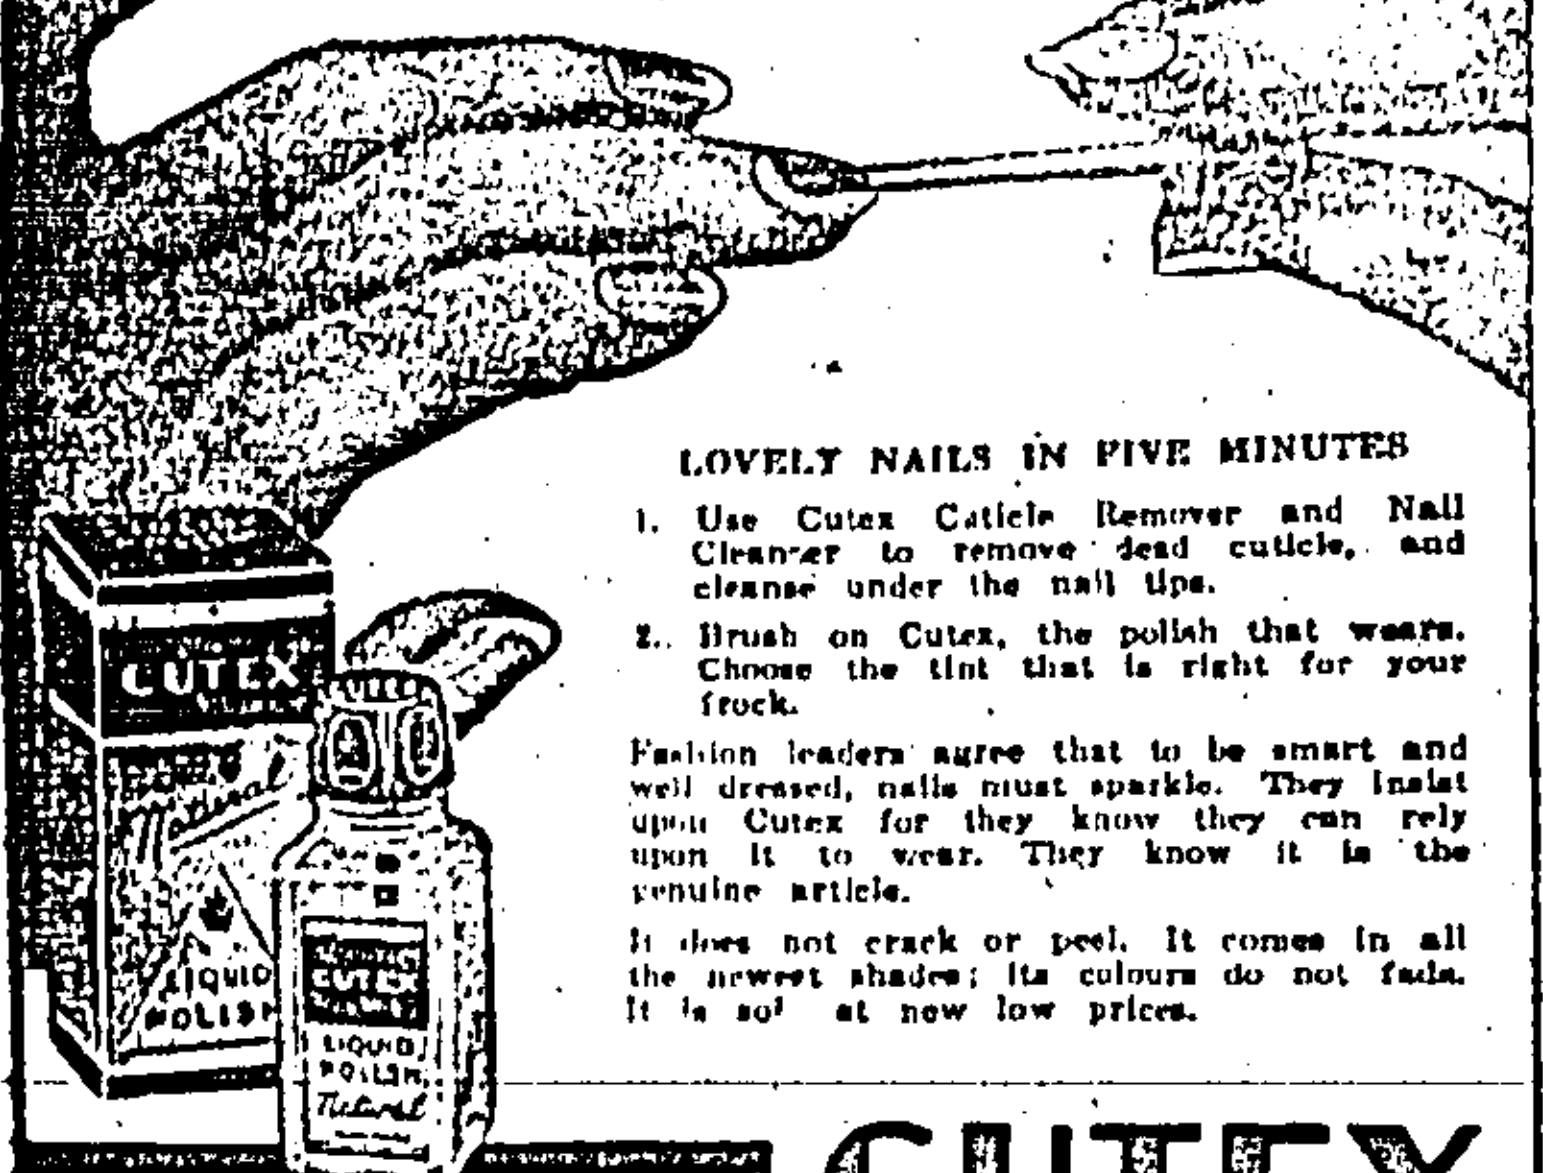 LOVELY NAILS IN FIVE MINUTES
1. Use Cutex Cuticle Remover and Nail
Cleanser to remove dead cuticle, and
cleanse under the nail tips.
2. Brush on Cutex, the polish that wears.
Choose the tint that is right for your
frock.
Fashion leaders agree that to be smart and
well dressed, nails must sparkle. They insist
upon Cutex for they know they can rely
upon it to wear. They know it is the
genuine article.
It does not crack or peel. It comes in all
the newest shades; its colours do not fade.
It is sol at new low prices.
CUTEX
Natural
LIQUID
POLISH
CUTEX
LIQUID
POLISH
Natural
CUTEX